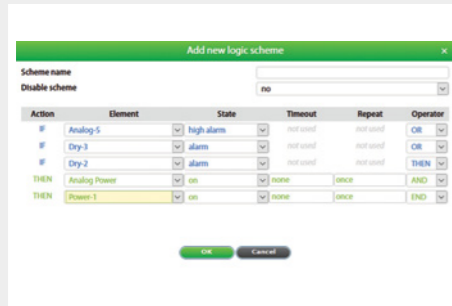 Add new logic scheme ×
Scheme name
Disable scheme no
Action Element State Timeout Repeat Operator
IF Analog-5 high alarm not used not used OR
IF Dry-3 alarm not used not used OR
IF Dry-2 alarm not used not used THEN
THEN Analog Power on none once AND
THEN Power-1 on none once END
OK Cancel